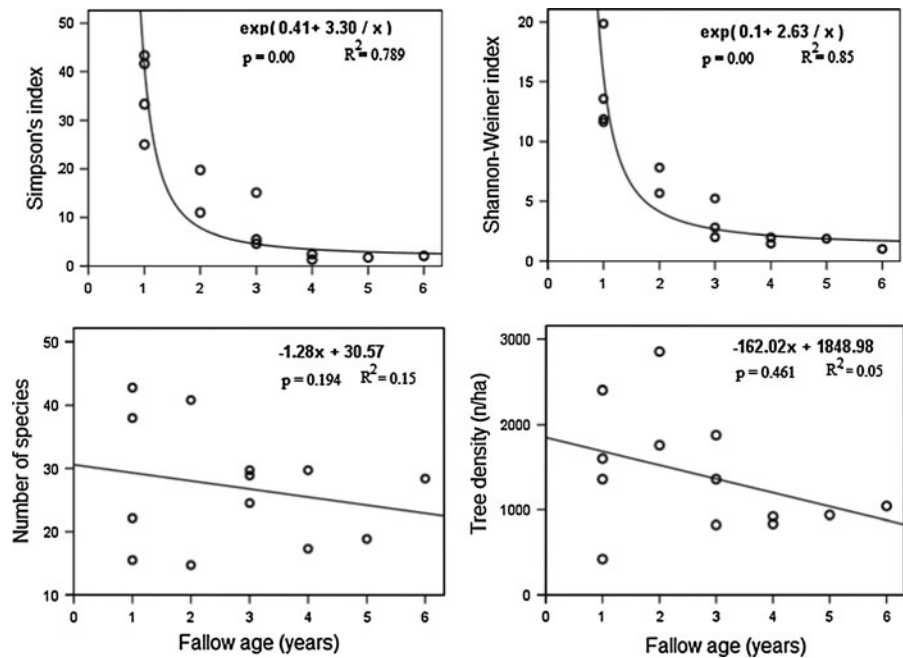 exp(0.41+ 3.30 / x)
p = 0.00 R2 = 0.789
Simpson's index
50
40
30
20
10
0
0 1 2 3 4 5 6
exp(0.1+ 2.63 / x)
p = 0.00 R2 = 0.85
Shannon-Weiner index
20
15
10
5
0
0 1 2 3 4 5 6
-1.28x + 30.57
p = 0.194 R2 = 0.15
Number of species
50
40
30
20
10
0 1 2 3 4 5 6
Fallow age (years)
-162.02x + 1848.98
p = 0.461 R2 = 0.05
Tree density (n/ha)
3000
2000
1000
0
0 1 2 3 4 5 6
Fallow age (years)